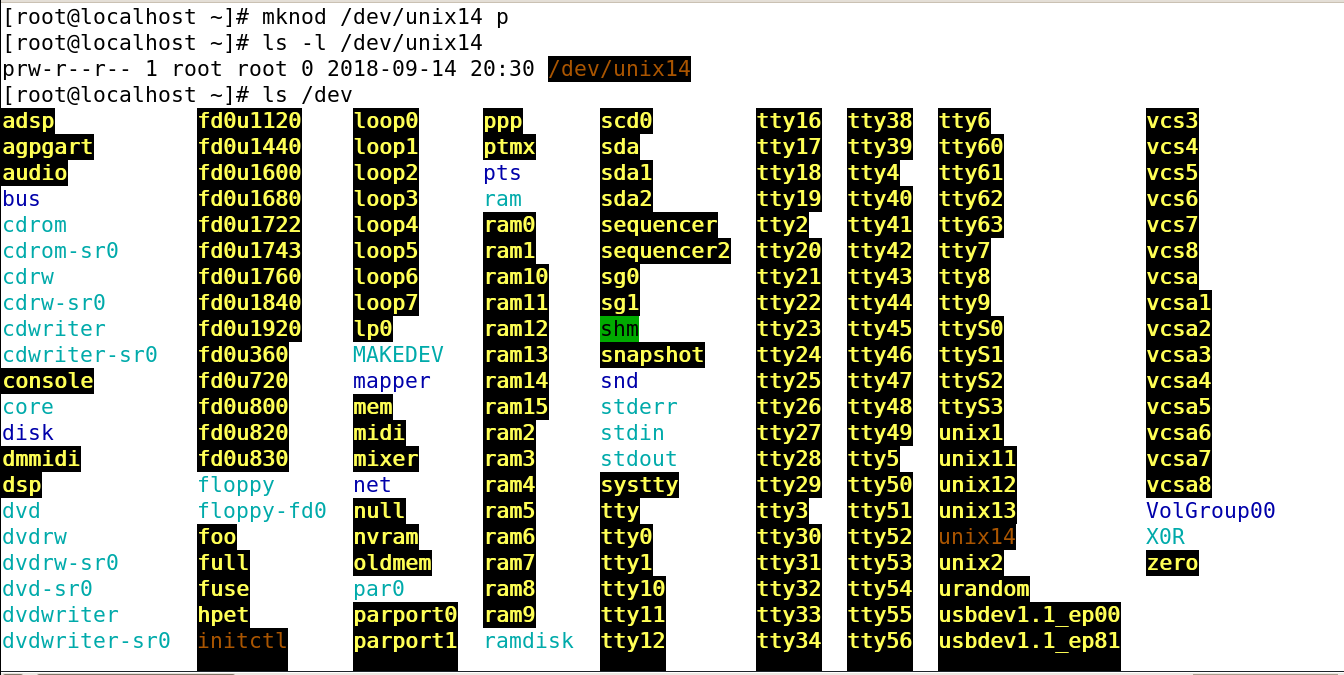 [root@localhost ~]# mknod /dev/unix14 p
[root@localhost ~]# ls -l /dev/unix14
prw-r--r-- 1 root root 0 2018-09-14 20:30 /dev/unix14
[root@localhost ~]# ls /dev
adsp fd0u1120 loop0 ppp scd0 tty16 tty38 tty6 vcs3
agpgart fd0u1440 loop1 ptmx sda tty17 tty39 tty60 vcs4
audio fd0u1600 loop2 pts sda1 tty18 tty4 tty61 vcs5
bus fd0u1680 loop3 ram sda2 tty19 tty40 tty62 vcs6
cdrom fd0u1722 loop4 ram0 sequencer tty2 tty41 tty63 vcs7
cdrom-sr0 fd0u1743 loop5 ram1 sequencer2 tty20 tty42 tty7 vcs8
cdrw fd0u1760 loop6 ram10 sg0 tty21 tty43 tty8 vcsa
cdrw-sr0 fd0u1840 loop7 ram11 sg1 tty22 tty44 tty9 vcsa1
cdwriter fd0u1920 lp0 ram12 shm tty23 tty45 ttyS0 vcsa2
cdwriter-sr0 fd0u360 MAKEDEV ram13 snapshot tty24 tty46 ttyS1 vcsa3
console fd0u720 mapper ram14 snd tty25 tty47 ttyS2 vcsa4
core fd0u800 mem ram15 stderr tty26 tty48 ttyS3 vcsa5
disk fd0u820 midi ram2 stdin tty27 tty49 unix1 vcsa6
dmmidi fd0u830 mixer ram3 stdout tty28 tty5 unix11 vcsa7
dsp floppy net ram4 systty tty29 tty50 unix12 vcsa8
dvd floppy-fd0 null ram5 tty tty3 tty51 unix13 VolGroup00
dvdrw foo nvram ram6 tty0 tty30 tty52 unix14 X0R
dvdrw-sr0 full oldmem ram7 tty1 tty31 tty53 unix2 zero
dvd-sr0 fuse par0 ram8 tty10 tty32 tty54 urandom
dvdwriter hpet parport0 ram9 tty11 tty33 tty55 usbdev1.1_ep00
dvdwriter-sr0 initctl parport1 ramdisk tty12 tty34 tty56 usbdev1.1_ep81